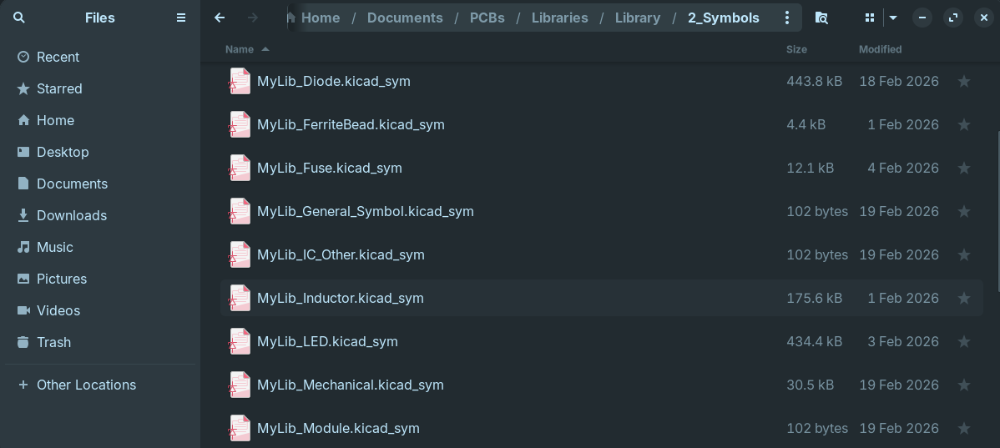 Files
Home / Documents / PCBs / Libraries / Library / 2_Symbols
Recent
Starred
Home
Desktop
Documents
Downloads
Music
Pictures
Videos
Trash
Other Locations
Name Size Modified
MyLib_Diode.kicad_sym 443.8 kB 18 Feb 2026
MyLib_FerriteBead.kicad_sym 4.4 kB 1 Feb 2026
MyLib_Fuse.kicad_sym 12.1 kB 4 Feb 2026
MyLib_General_Symbol.kicad_sym 102 bytes 19 Feb 2026
MyLib_IC_Other.kicad_sym 102 bytes 19 Feb 2026
MyLib_Inductor.kicad_sym 175.6 kB 1 Feb 2026
MyLib_LED.kicad_sym 434.4 kB 3 Feb 2026
MyLib_Mechanical.kicad_sym 30.5 kB 19 Feb 2026
MyLib_Module.kicad_sym 102 bytes 19 Feb 2026